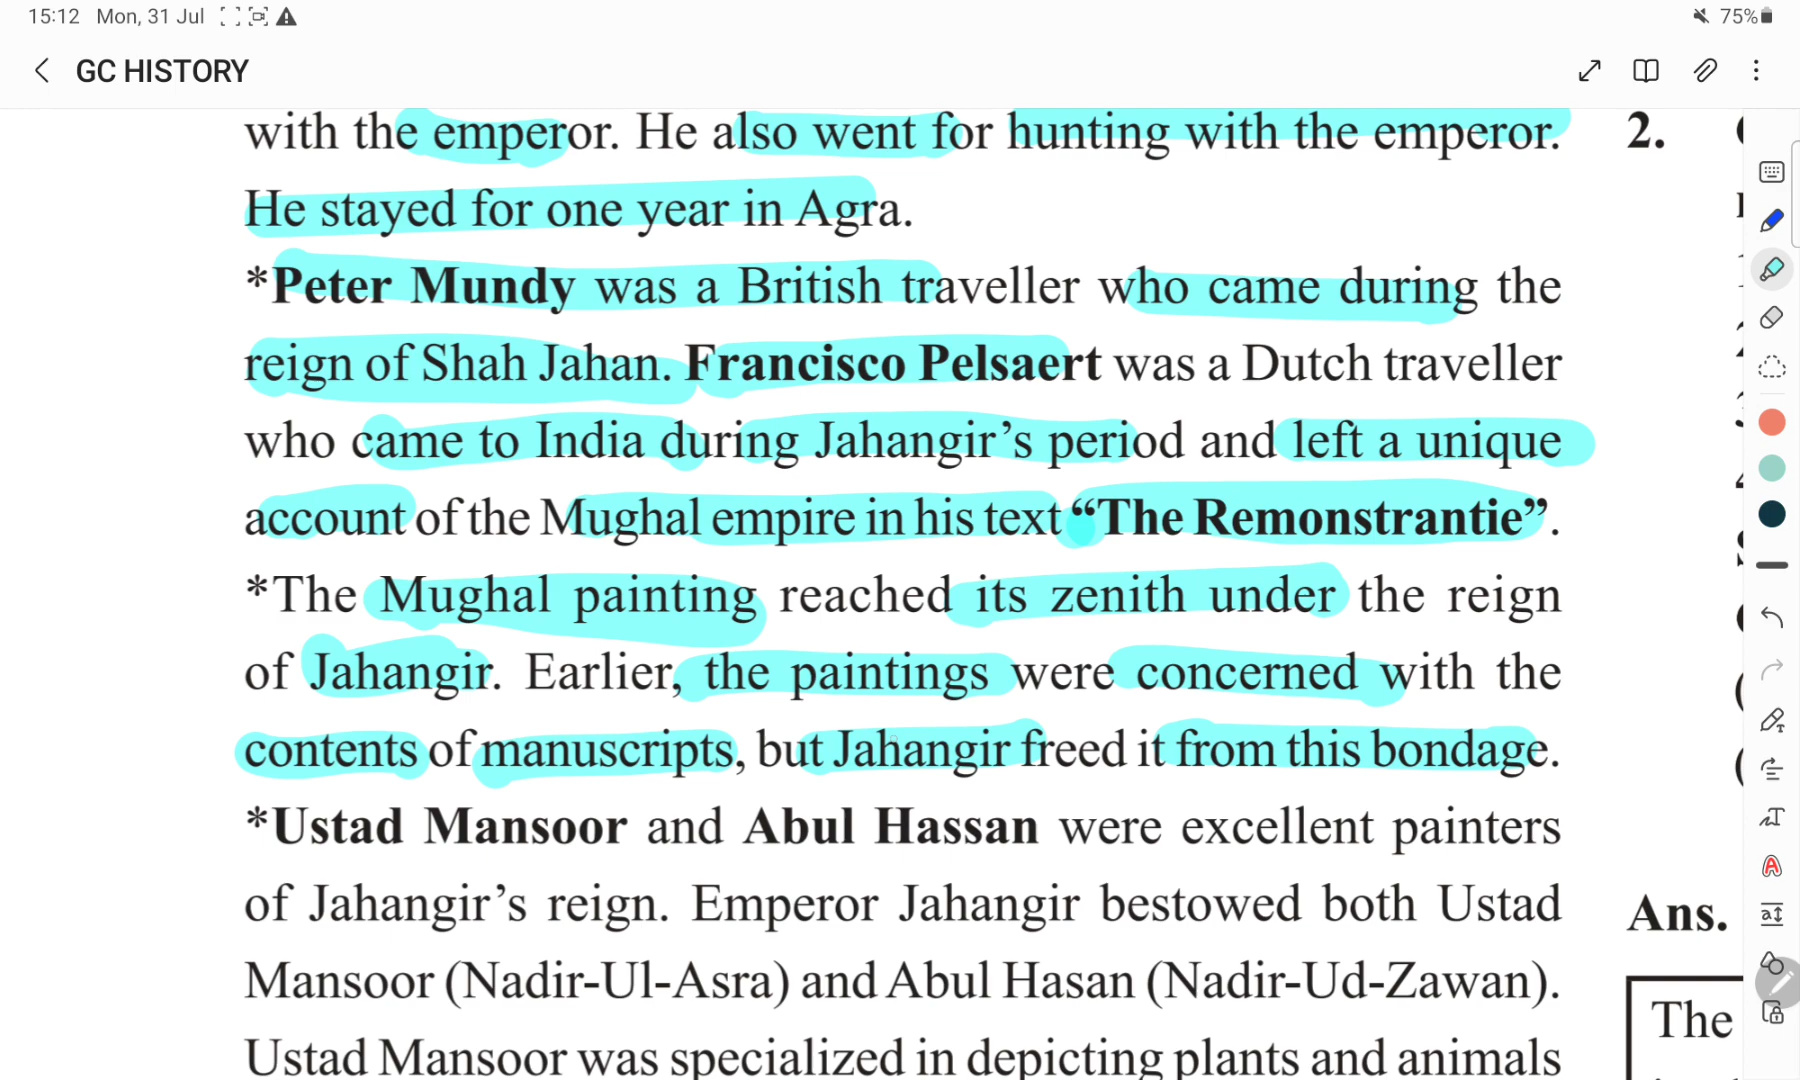 15:12 Mon, 31 Jul
75%
GC HISTORY
with the emperor. He also went for hunting with the emperor.
He stayed for one year in Agra.
*Peter Mundy was a British traveller who came during the
reign of Shah Jahan. Francisco Pelsaert was a Dutch traveller
who came to India during Jahangir’s period and left a unique
account of the Mughal empire in his text “The Remonstrantie”.
*The Mughal painting reached its zenith under the reign
of Jahangir. Earlier, the paintings were concerned with the
contents of manuscripts, but Jahangir freed it from this bondage.
*Ustad Mansoor and Abul Hassan were excellent painters
of Jahangir’s reign. Emperor Jahangir bestowed both Ustad
Mansoor (Nadir-Ul-Asra) and Abul Hasan (Nadir-Ud-Zawan).
Ustad Mansoor was specialized in depicting plants and animals
2.
Ans.
The